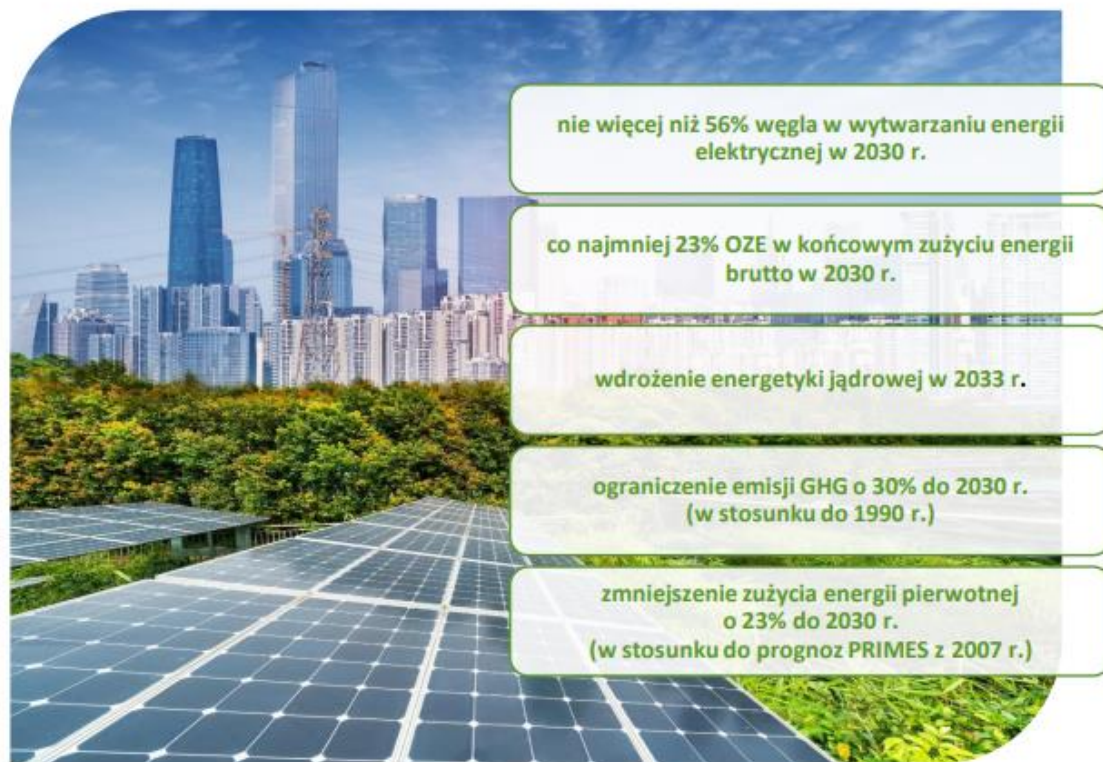 nie więcej niż 56% węgla w wytwarzaniu energii
elektrycznej w 2030 r.
co najmniej 23% OZE w końcowym zużyciu energii
brutto w 2030 r.
wdrożenie energetyki jądrowej w 2033 r.
ograniczenie emisji GHG o 30% do 2030 r.
(w stosunku do 1990 r.)
zmniejszenie zużycia energii pierwotnej
o 23% do 2030 r.
(w stosunku do prognoz PRIMES z 2007 r.)